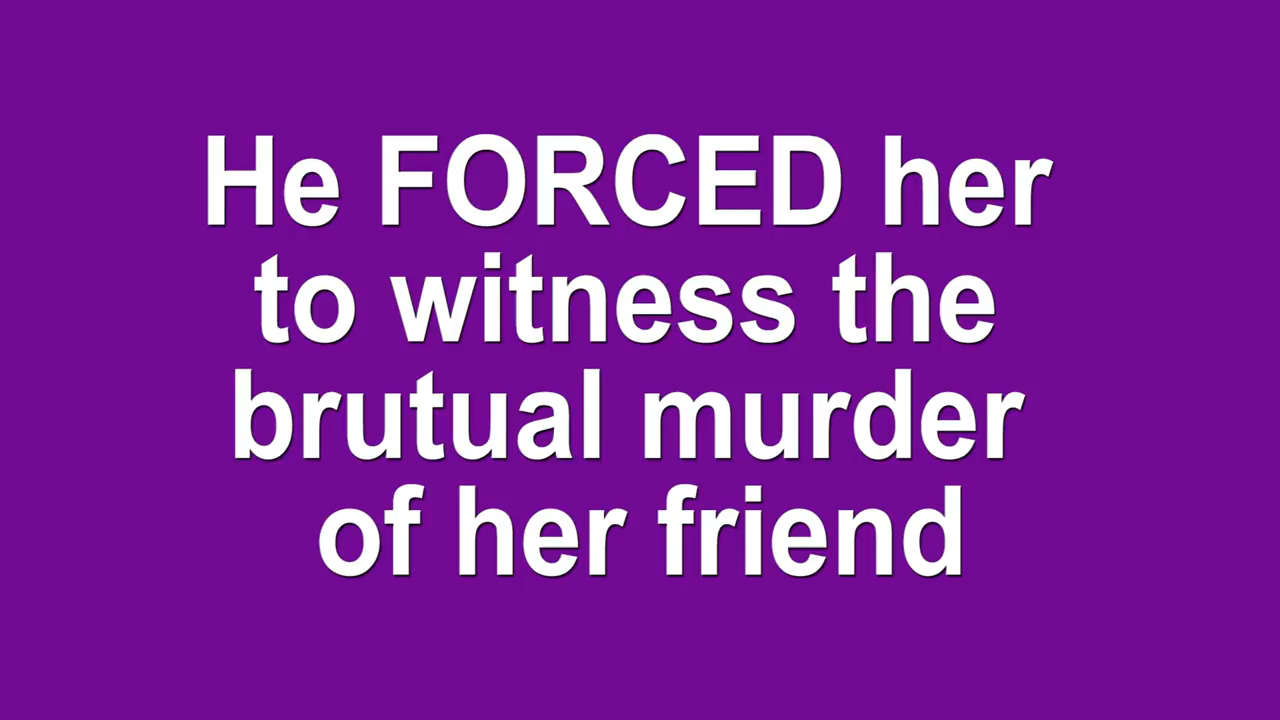 He FORCED her
to witness the
brutual murder
of her friend